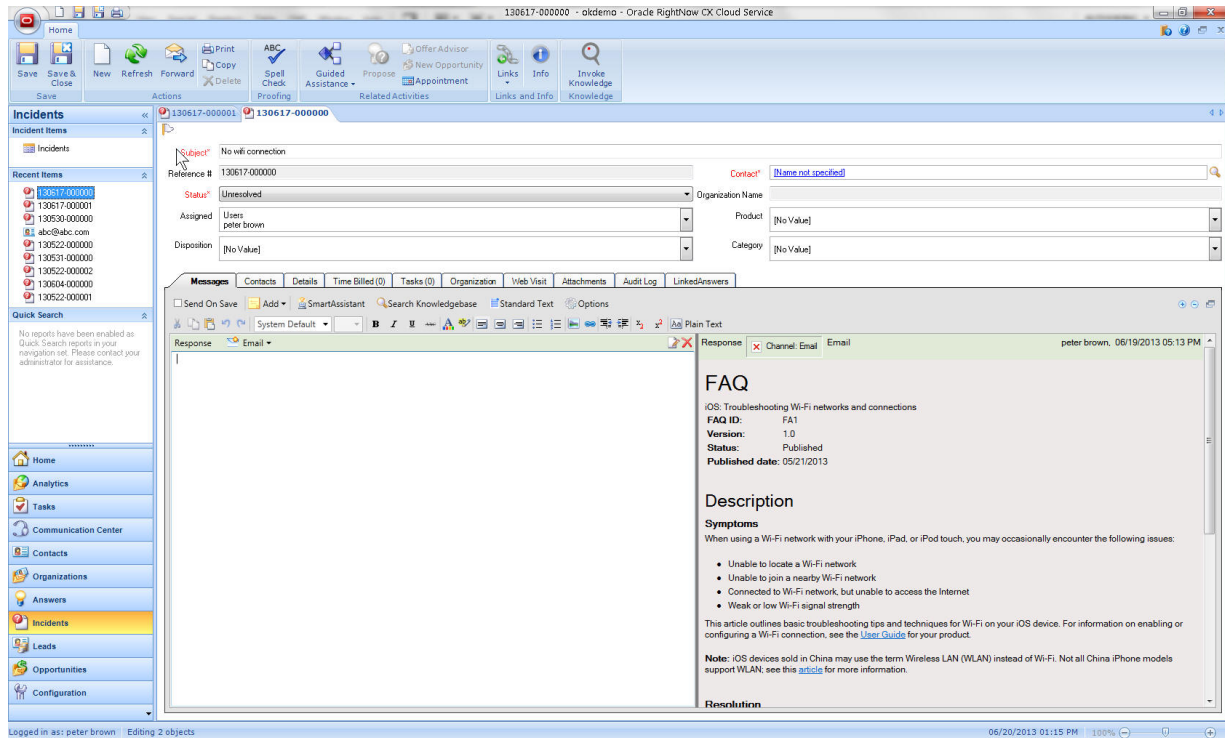 130617-000000 - okdemo - Oracle RightNow CX Cloud Service
Home
Save
Save & Close
New
Refresh
Forward
Print
Copy
Delete
Spell Check
Guided Assistance
Propose
Offer Advisor
New Opportunity
Appointment
Links
Info
Invoke Knowledge
Save
Actions
Proofing
Related Activities
Links and Info
Knowledge
Incidents
130617-000001
130617-000000
Incident Items
Incidents
Recent Items
130617-000000
130617-000001
130530-000000
abc@abc.com
130522-000000
130531-000000
130522-000002
130604-000000
130522-000001
Quick Search
No reports have been enabled as
Quick Search reports in your
navigation set. Please contact your
administrator for assistance.
Home
Analytics
Tasks
Communication Center
Contacts
Organizations
Answers
Incidents
Leads
Opportunities
Configuration
Subject* No wifi connection
Reference # 130617-000000
Contact* [Name not specified]
Status* Unresolved
Organization Name
Assigned Users
peter brown
Product [No Value]
Disposition [No Value]
Category [No Value]
Messages Contacts Details Time Billed (0) Tasks (0) Organization Web Visit Attachments Audit Log LinkedAnswers
Send On Save Add SmartAssistant Search Knowledgebase Standard Text Options
System Default B I U Plain Text
Response Email
Response Channel: Email Email peter brown, 06/19/2013 05:13 PM
FAQ
iOS: Troubleshooting Wi-Fi networks and connections
FAQ ID: FA1
Version: 1.0
Status: Published
Published date: 05/21/2013
Description
Symptoms
When using a Wi-Fi network with your iPhone, iPad, or iPod touch, you may occasionally encounter the following issues:
Unable to locate a Wi-Fi network
Unable to join a nearby Wi-Fi network
Connected to Wi-Fi network, but unable to access the Internet
Weak or low Wi-Fi signal strength
This article outlines basic troubleshooting tips and techniques for Wi-Fi on your iOS device. For information on enabling or
configuring a Wi-Fi connection, see the User Guide for your product.
Note: iOS devices sold in China may use the term Wireless LAN (WLAN) instead of Wi-Fi. Not all China iPhone models
support WLAN; see this article for more information.
Resolution
Logged in as: peter brown Editing 2 objects
06/20/2013 01:15 PM 100%